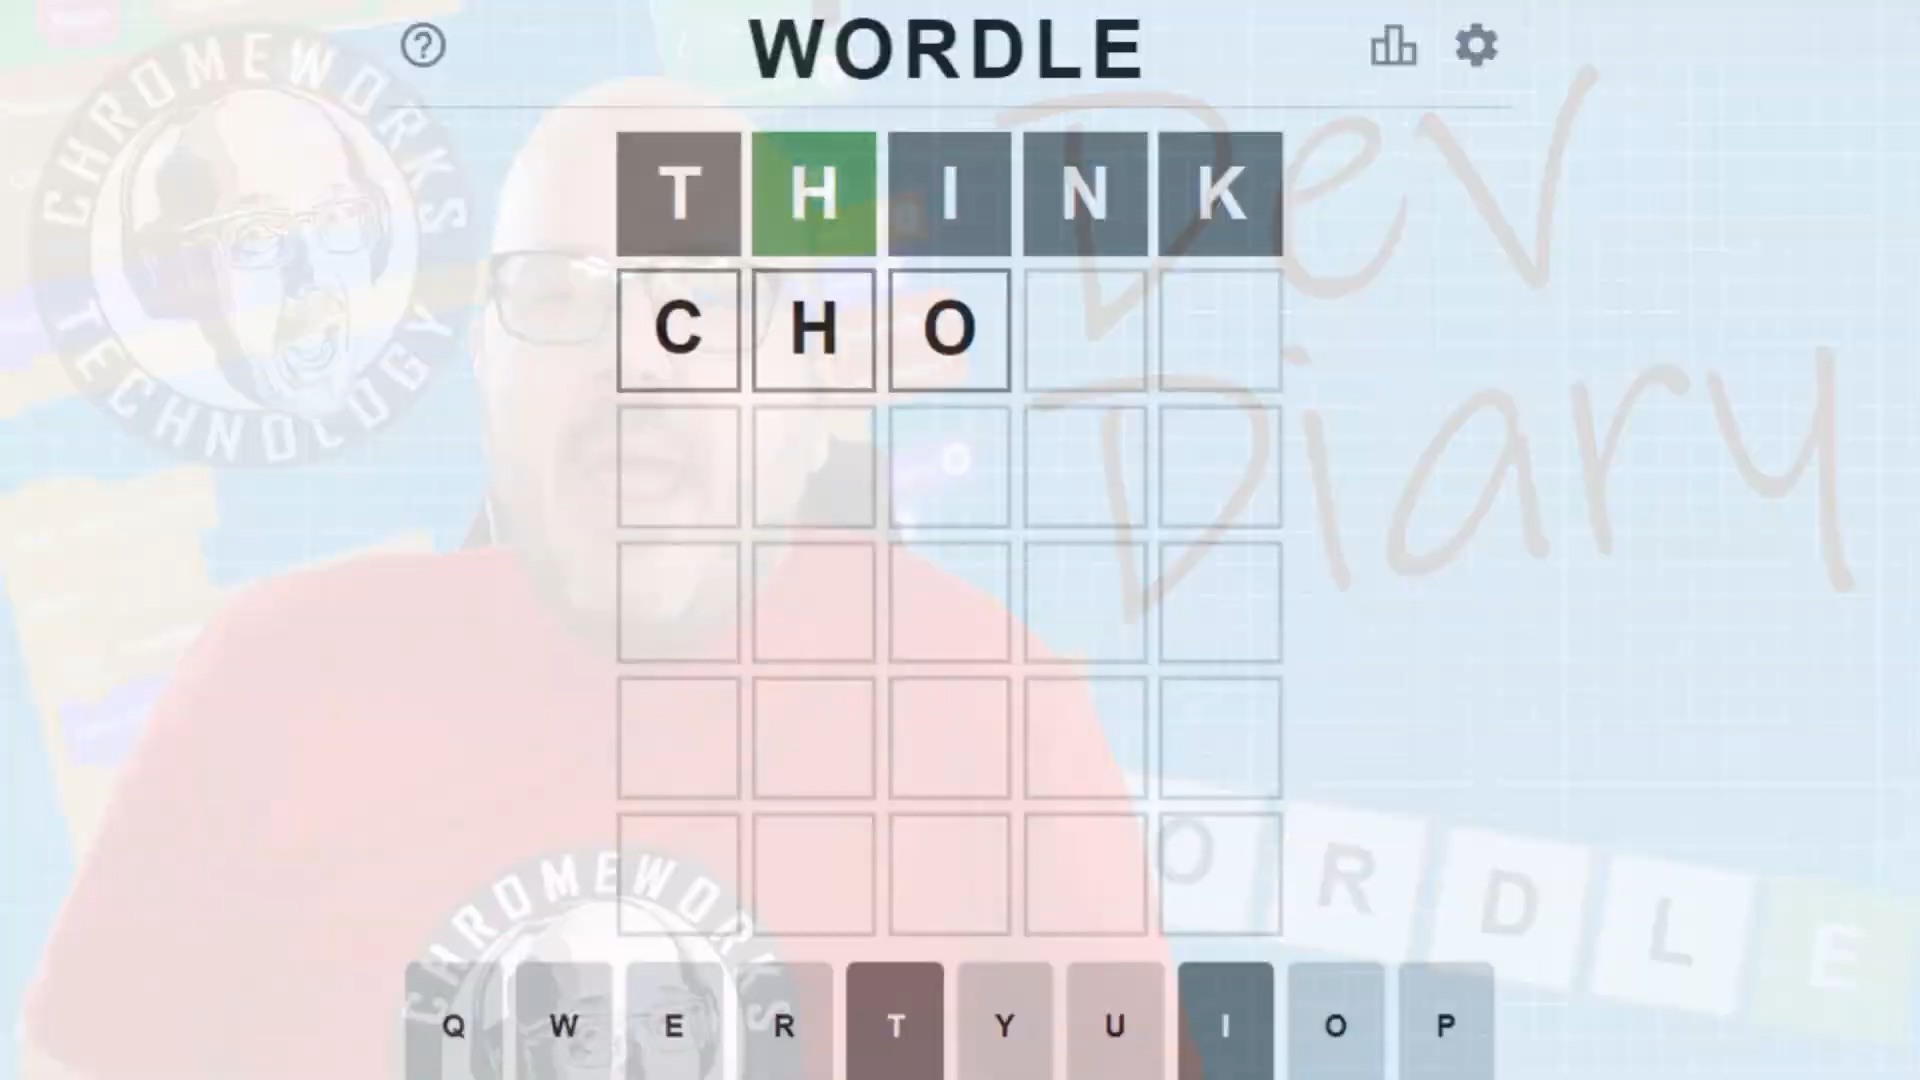 WORDLE
CHROMEWORKS
TECHNOLOGY
Dev
Diary
T H I N K
C H O
O R D L E
CHROMEWORKS
Q W E R T Y U I O P